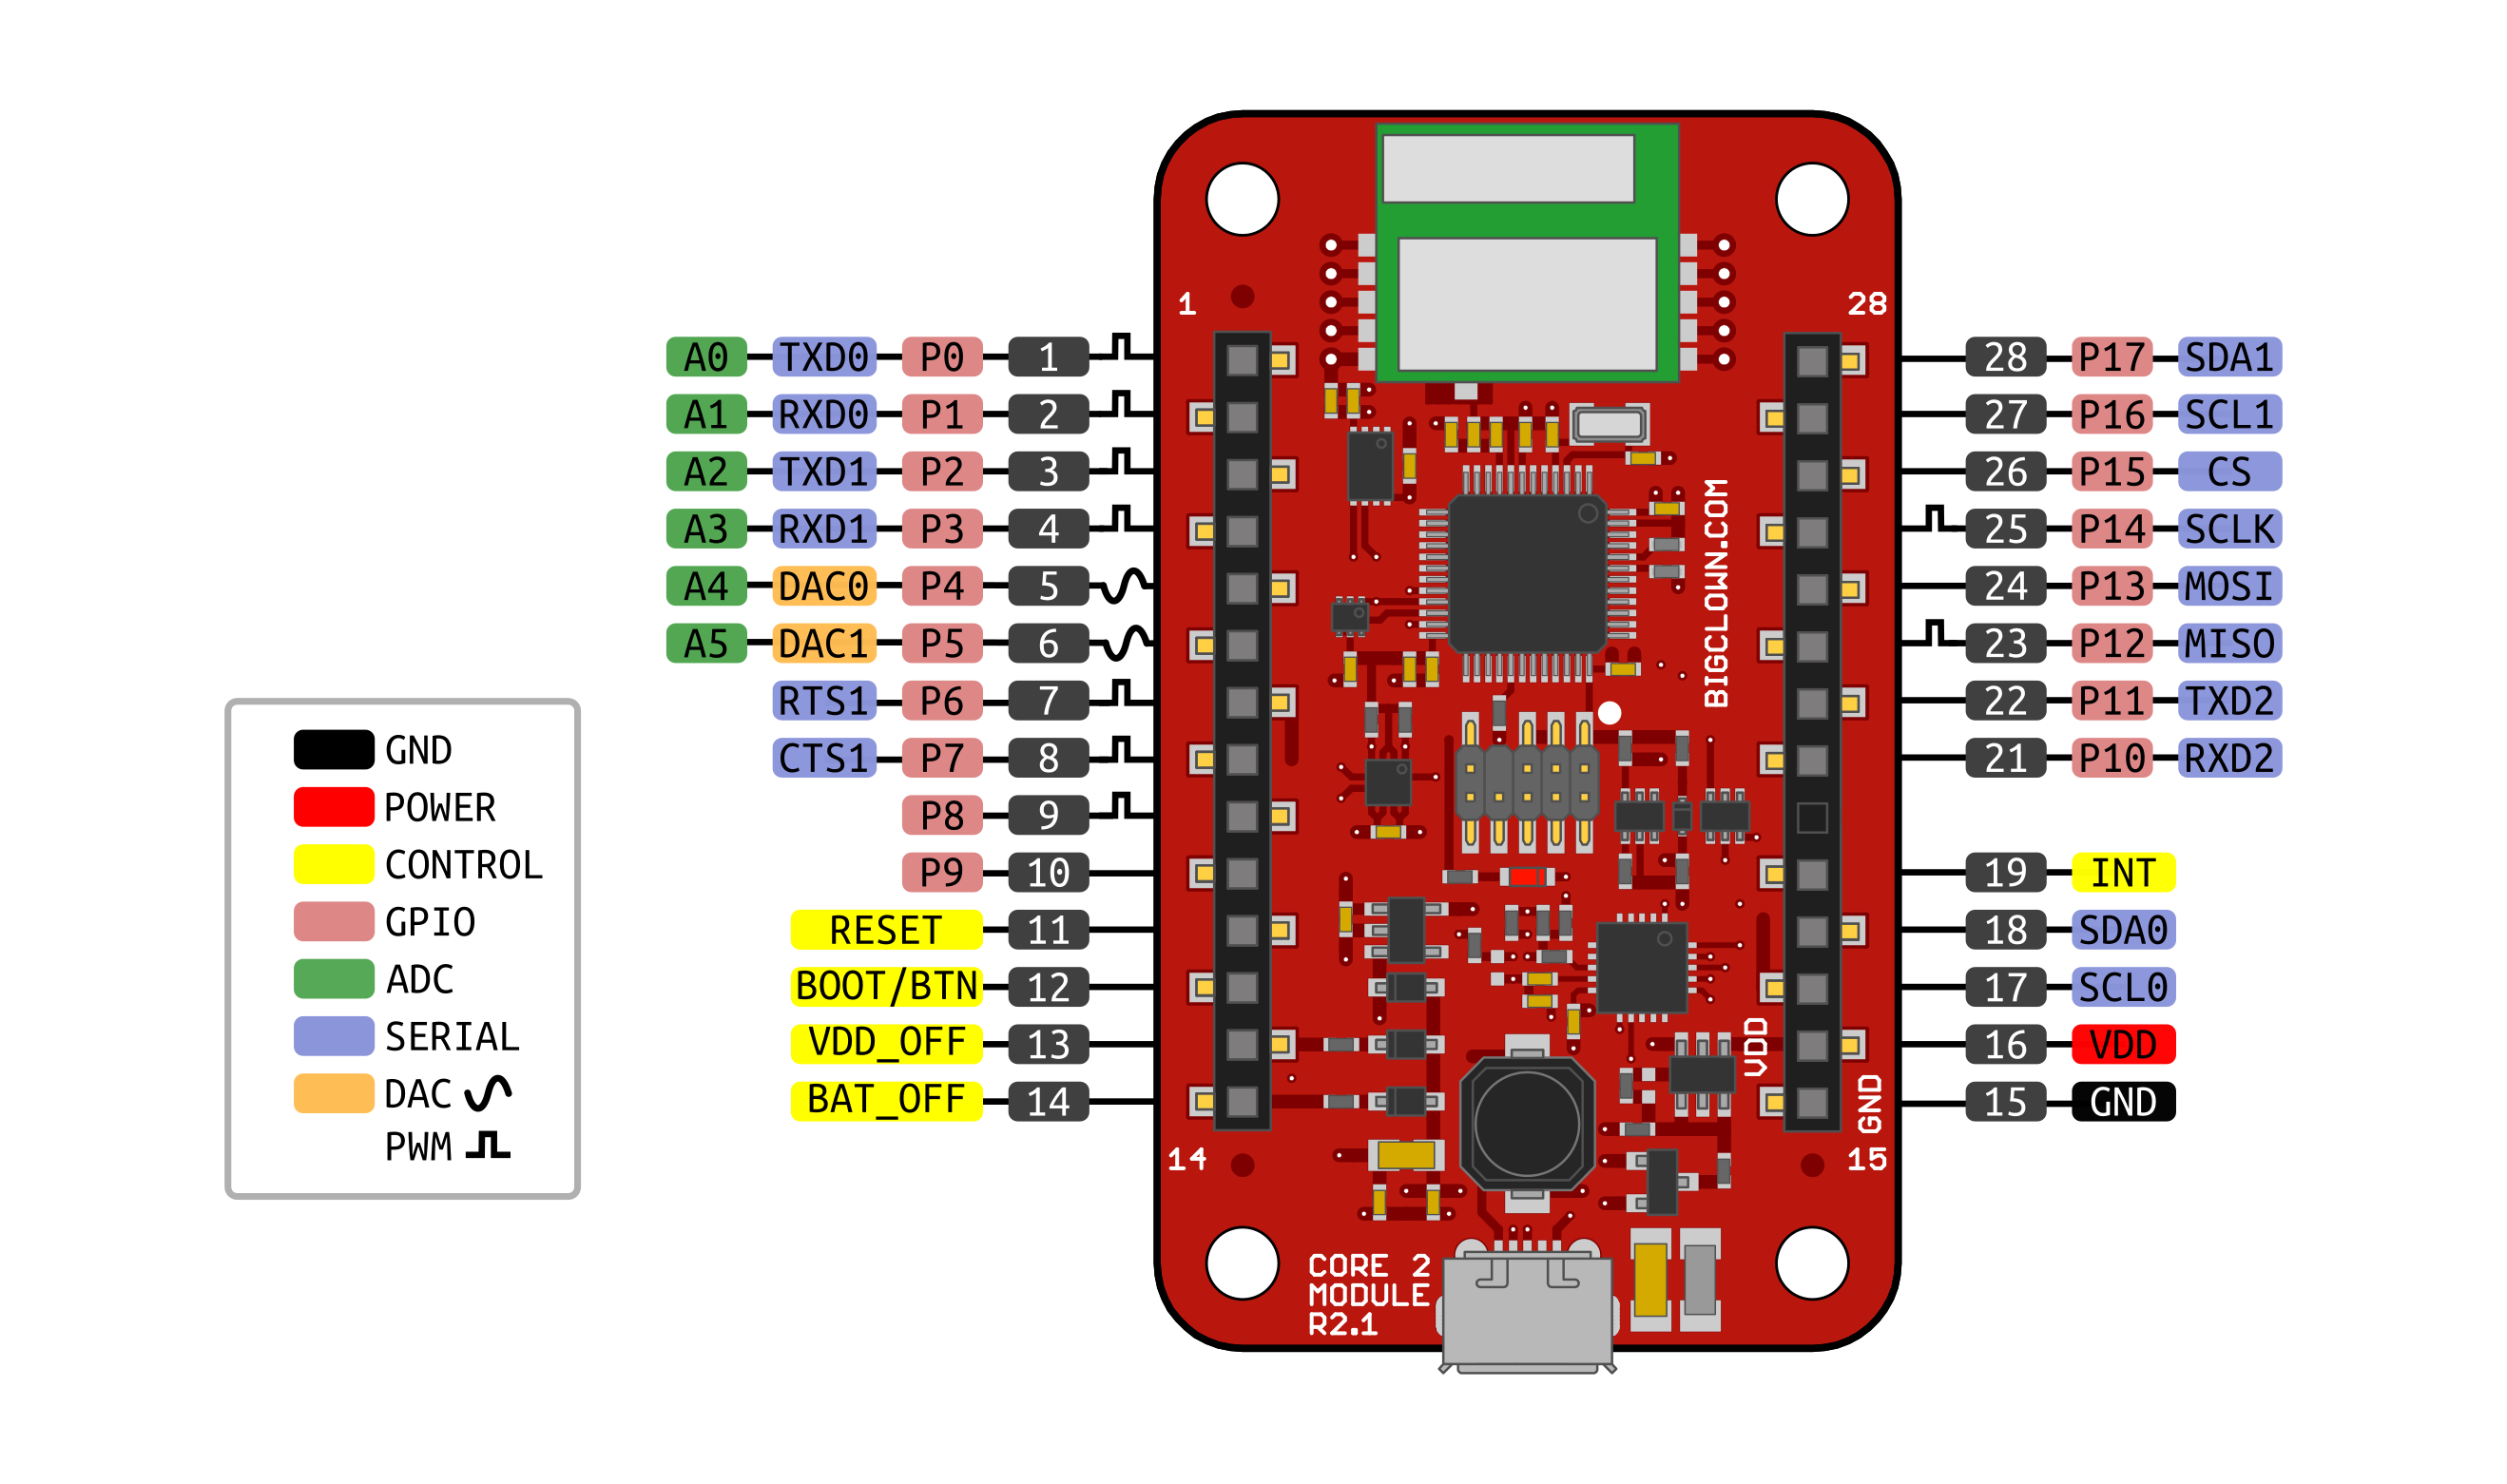 1 28
A0 TXD0 P0 1 28 P17 SDA1
A1 RXD0 P1 2 27 P16 SCL1
A2 TXD1 P2 3 26 P15 CS
A3 RXD1 P3 4 25 P14 SCLK
A4 DAC0 P4 5 24 P13 MOSI
A5 DAC1 P5 6 23 P12 MISO
RTS1 P6 7 22 P11 TXD2
CTS1 P7 8 21 P10 RXD2
P8 9
P9 10 19 INT
RESET 11 18 SDA0
BOOT/BTN 12 17 SCL0
VDD_OFF 13 16 VDD
BAT_OFF 14 15 GND
BIGCLOWN.COM
VDD
GND
14 15
CORE 2
MODULE
R2.1
GND
POWER
CONTROL
GPIO
ADC
SERIAL
DAC
PWM